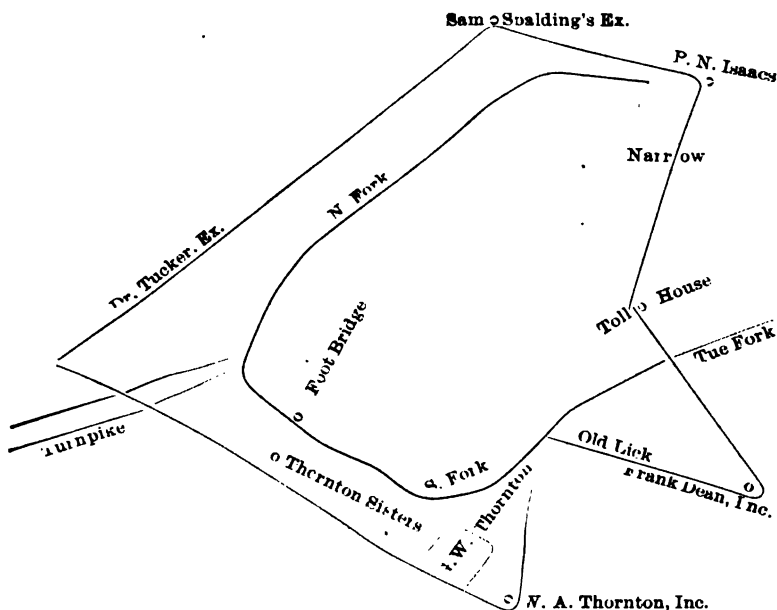 Sam Spalding's Ex.
P. N. Isaacs
Narrow
N. Fork
Dr. Tucker. Ex.
Toll House
Foot Bridge
Tue Fork
Turnpike
Old Lick
Frank Dean, Inc.
Thornton Sisters
S. Fork
W. Thornton
W. A. Thornton, Inc.